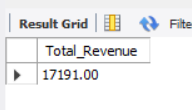 Result Grid Filte
Total_Revenue
17191.00